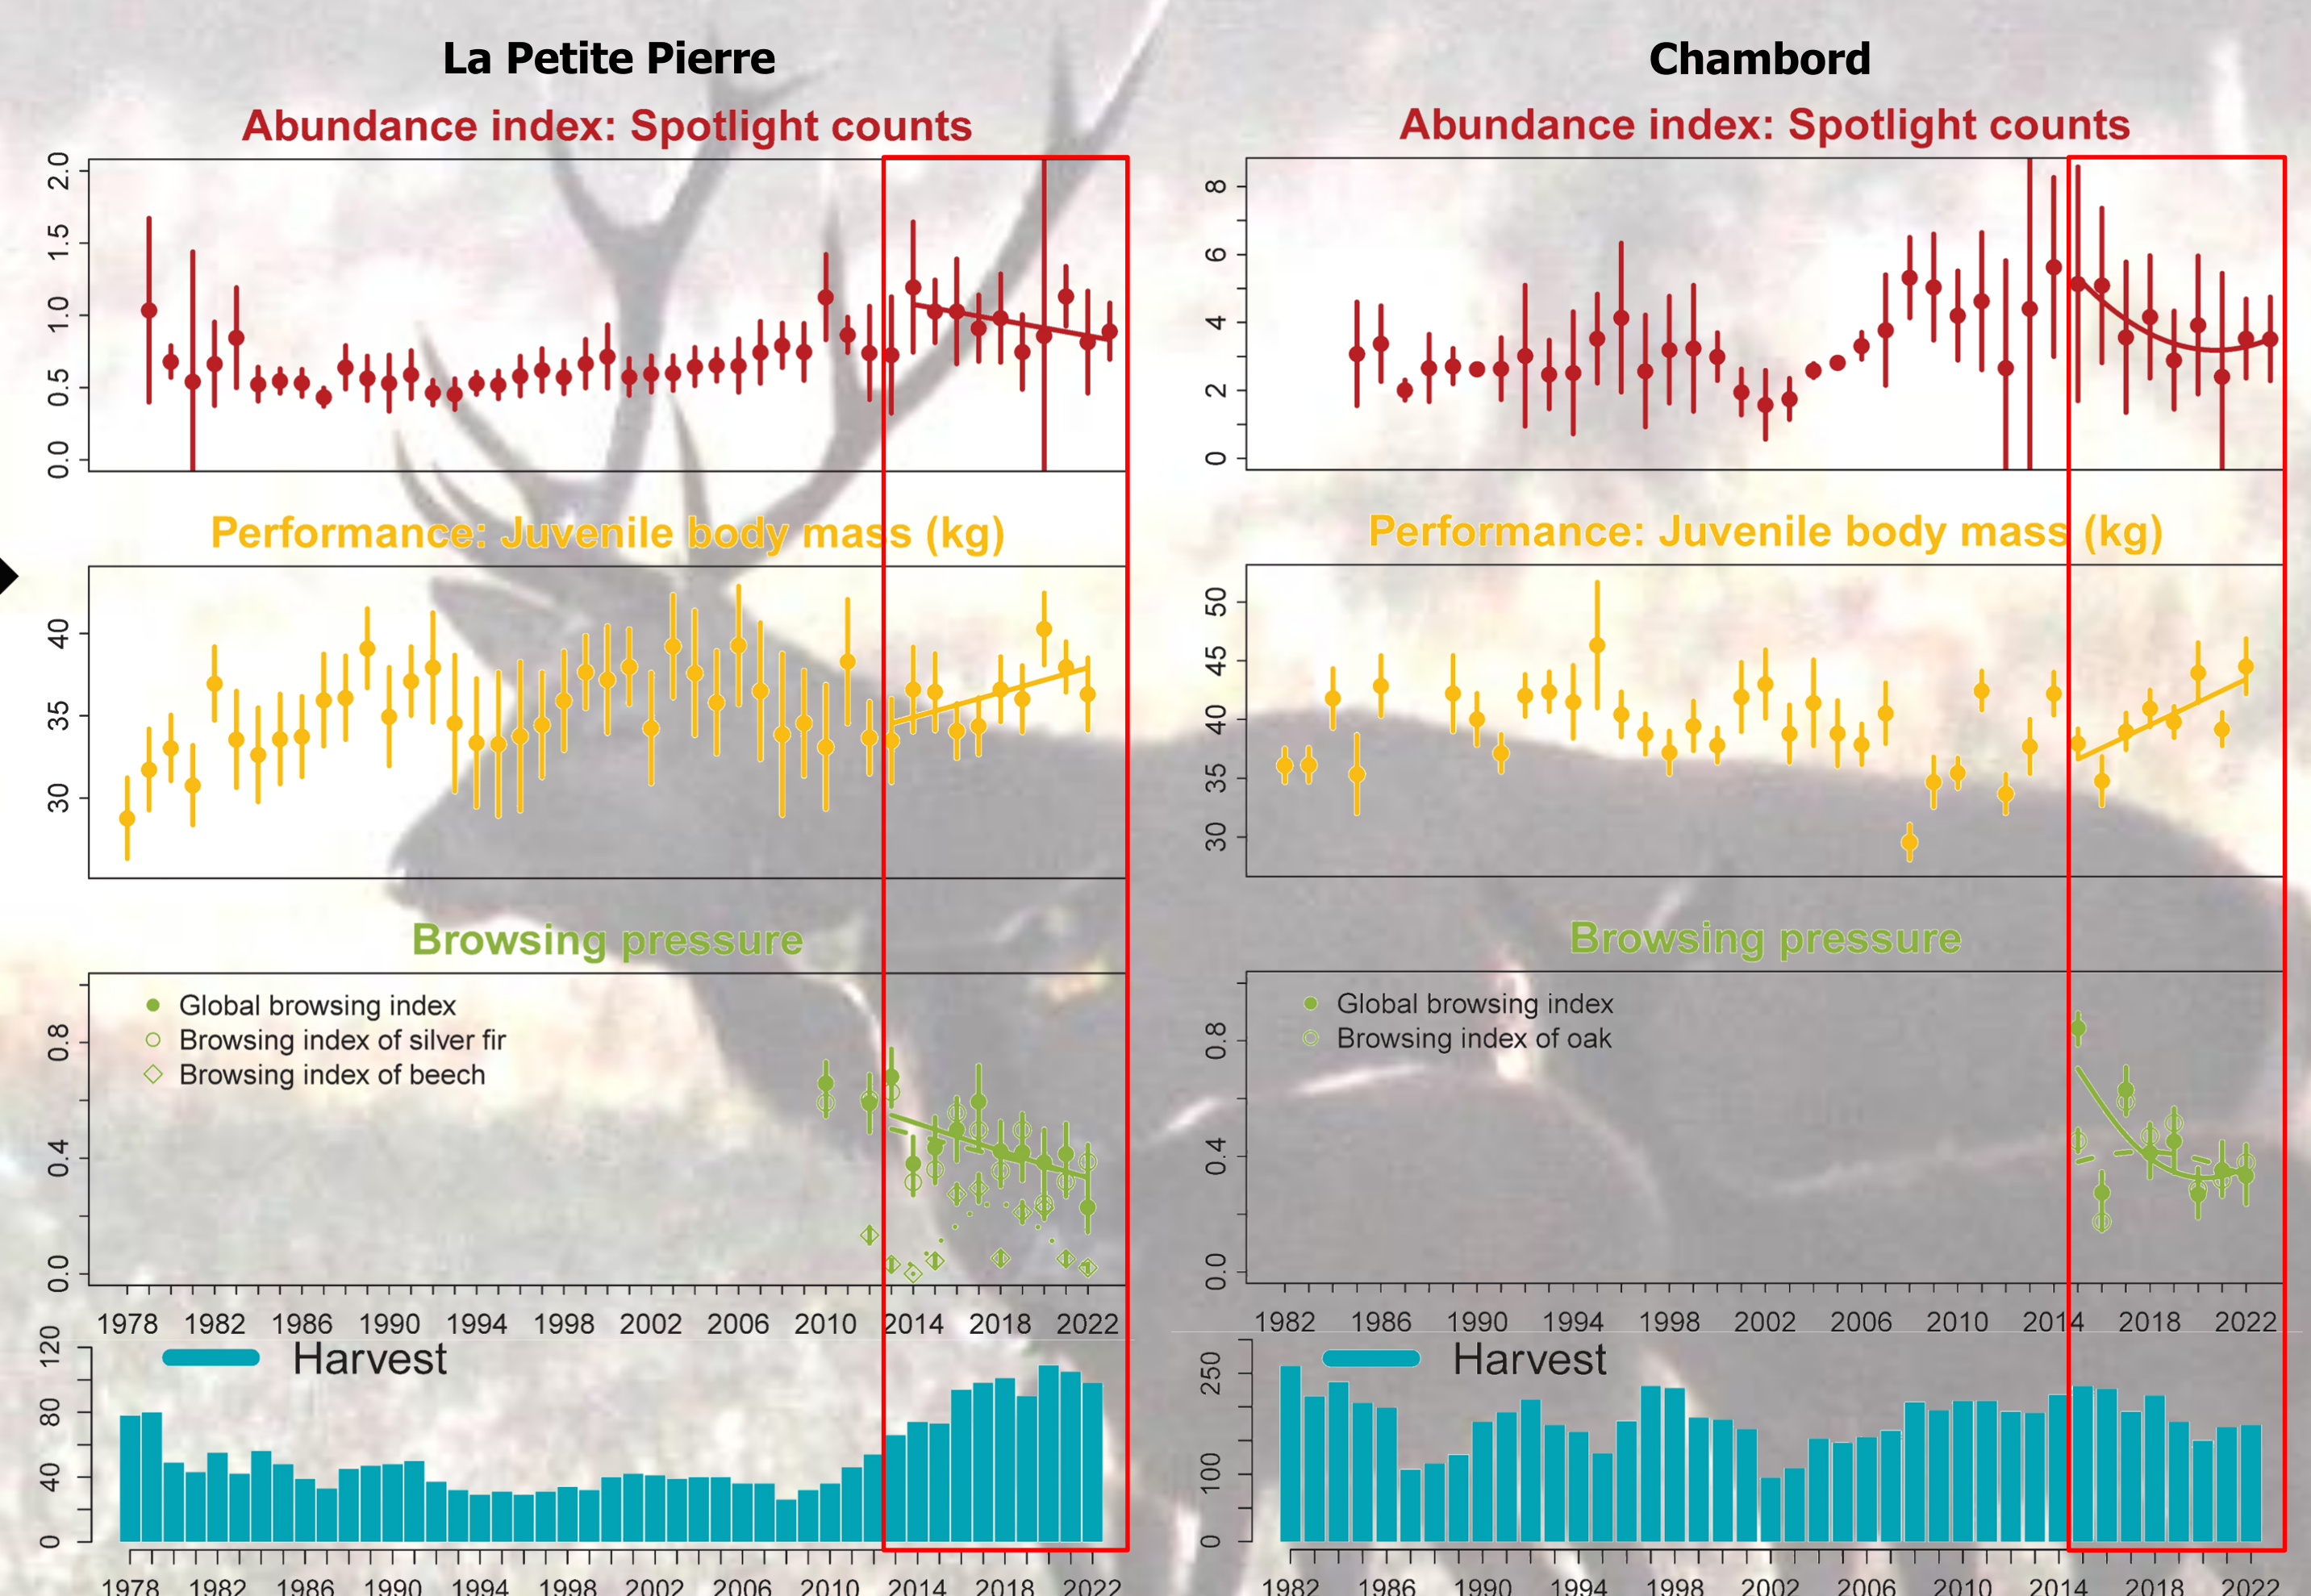 La Petite Pierre
Abundance index: Spotlight counts
2.0
1.5
1.0
0.5
0.0
Performance: Juvenile body mass (kg)
40
35
30
Browsing pressure
Global browsing index
Browsing index of silver fir
Browsing index of beech
0.8
0.4
0.0
1978 1982 1986 1990 1994 1998 2002 2006 2010 2014 2018 2022
Harvest
120
80
40
0
1978 1982 1986 1990 1994 1998 2002 2006 2010 2014 2018 2022
Chambord
Abundance index: Spotlight counts
8
6
4
2
0
Performance: Juvenile body mass (kg)
50
45
40
35
30
Browsing pressure
Global browsing index
Browsing index of oak
0.8
0.4
0.0
1982 1986 1990 1994 1998 2002 2006 2010 2014 2018 2022
Harvest
250
100
0
1982 1986 1990 1994 1998 2002 2006 2010 2014 2018 2022